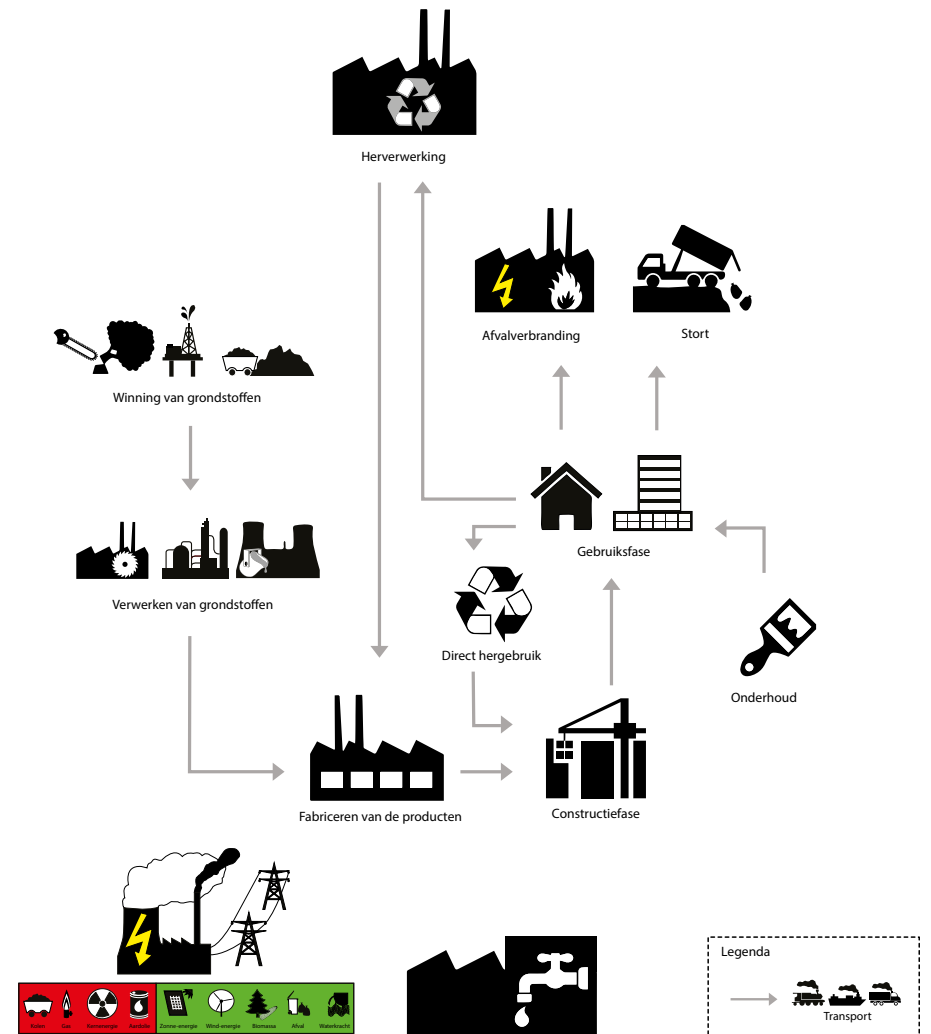 Herverwerking
Afvalverbranding
Stort
Winning van grondstoffen
Gebruiksfase
Verwerken van grondstoffen
Direct hergebruik
Onderhoud
Fabriceren van de producten
Constructiefase
Legenda
Transport
Kolen Gas Kernenergie Aardolie Zonne-energie Wind-energie Biomassa Afval Waterkracht